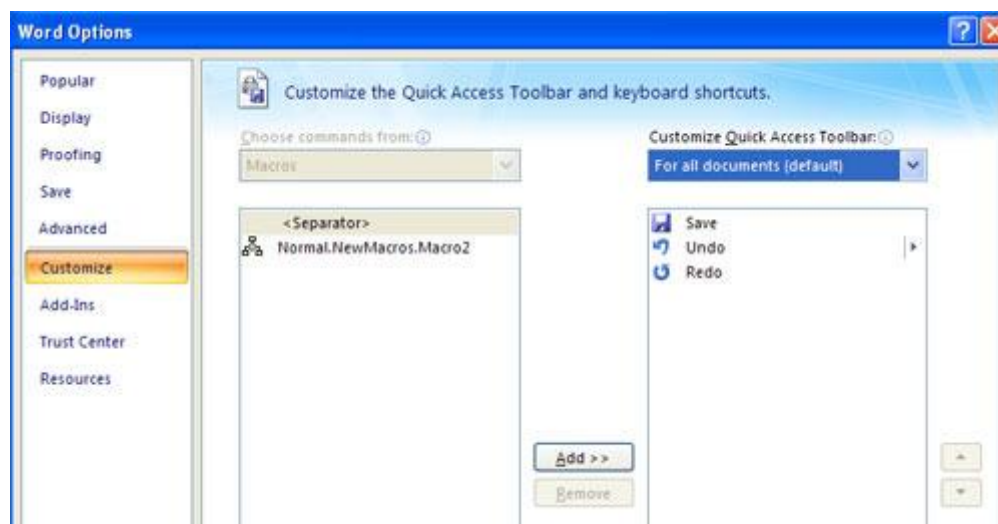 Word Options
Popular
Display
Proofing
Save
Advanced
Customize
Add-Ins
Trust Center
Resources
Customize the Quick Access Toolbar and keyboard shortcuts.
Choose commands from:
Macros
<Separator>
Normal.NewMacros.Macro2
Add >>
Remove
Customize Quick Access Toolbar:
For all documents (default)
Save
Undo
Redo